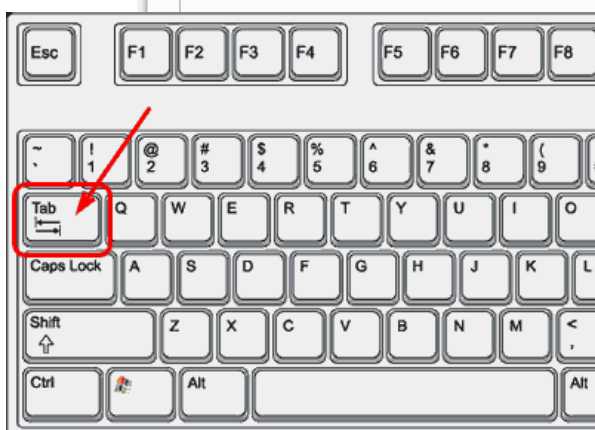 Esc F1 F2 F3 F4 F5 F6 F7 F8
~ ! @ # $ % ^ & * (
` 1 2 3 4 5 6 7 8 9
Tab Q W E R T Y U I O
Caps Lock A S D F G H J K L
Shift Z X C V B N M <
,
Ctrl Alt Alt